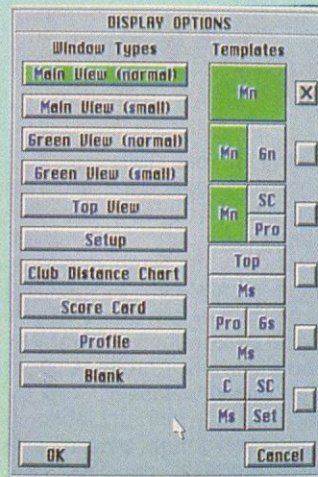 DISPLAY OPTIONS
Window Types
Templates
Main View (normal)
Main View (small)
Green View (normal)
Green View (small)
Top View
Setup
Club Distance Chart
Score Card
Profile
Blank
Mn
X
Mn Gn
Mn SC
Pro
Top
Ms
Pro Gs
Ms
C SC
Ms Set
OK
Cancel